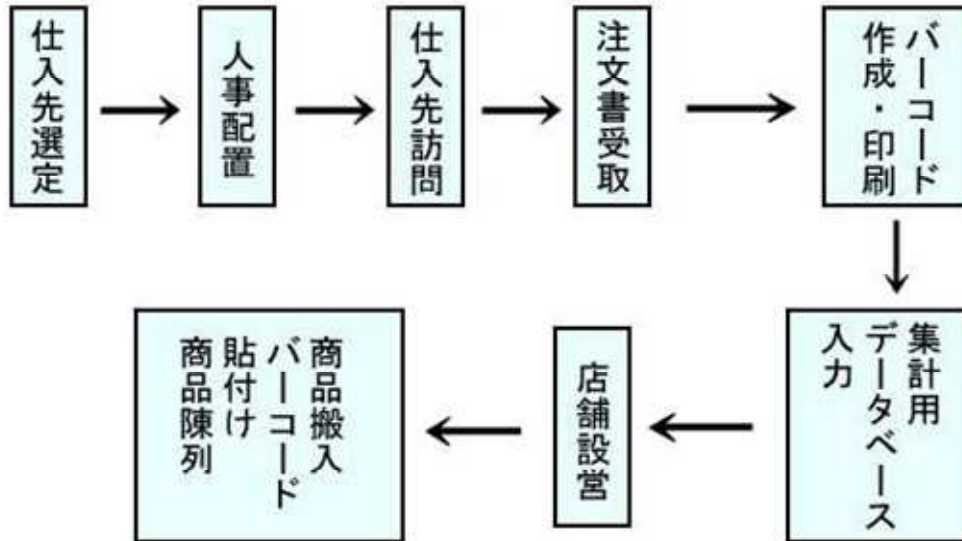 仕入先選定
人事配置
仕入先訪問
注文書受取
バーコード
作成・印刷
集計用
データベース
入力
店舗設営
商品搬入
バーコード
貼付け
商品陳列